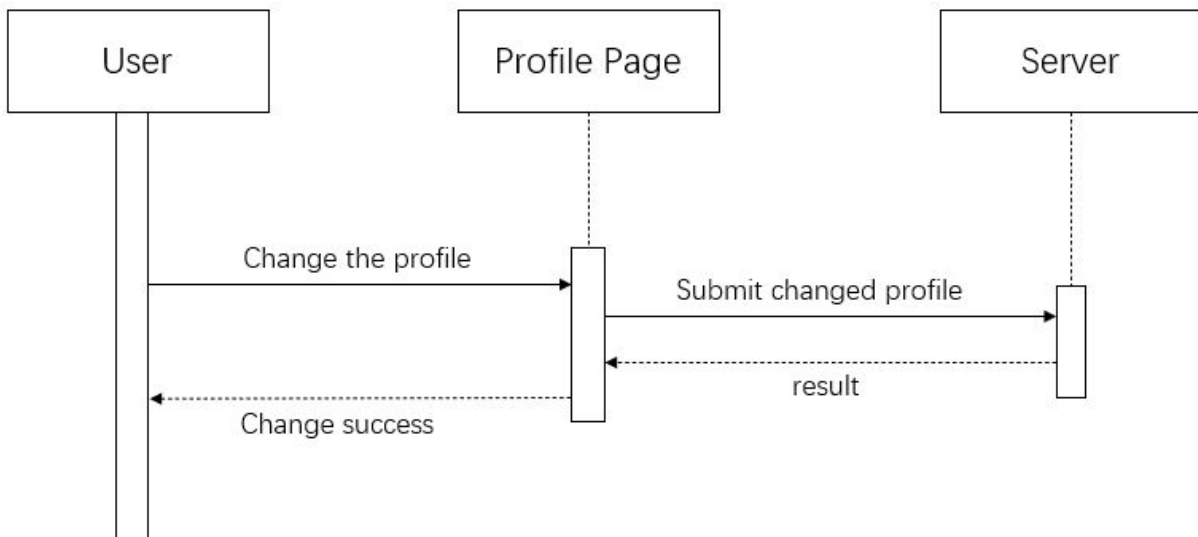 User
Profile Page
Server
Change the profile
Submit changed profile
result
Change success